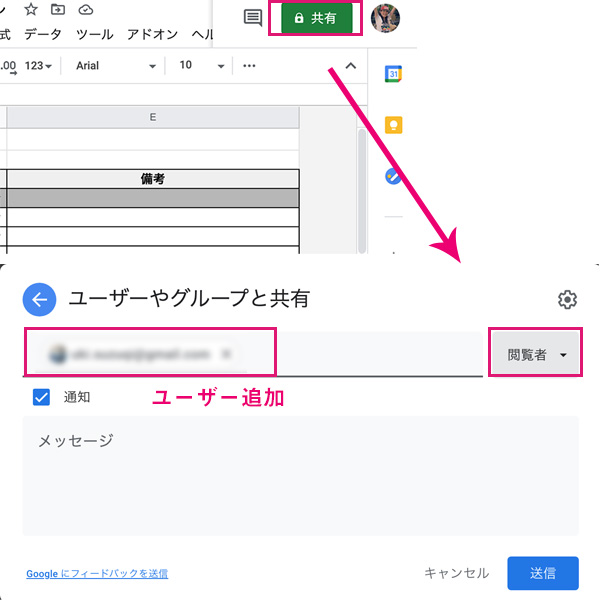 共有
式 データ ツール アドオン ヘル
.00 123 Arial 10 ...
31
E
備考
ユーザーやグループと共有
閲覧者
通知 ユーザー追加
メッセージ
Google にフィードバックを送信 キャンセル 送信